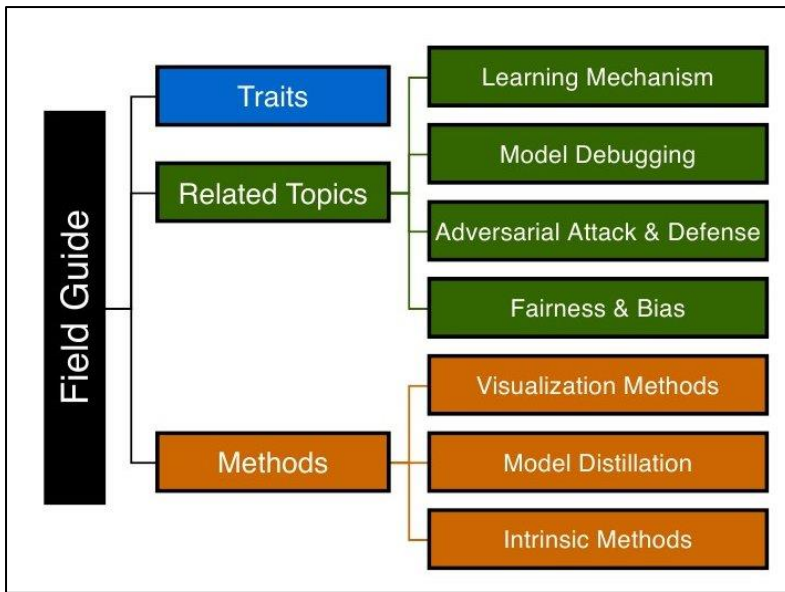 Field Guide
Traits
Related Topics
Learning Mechanism
Model Debugging
Adversarial Attack & Defense
Fairness & Bias
Methods
Visualization Methods
Model Distillation
Intrinsic Methods